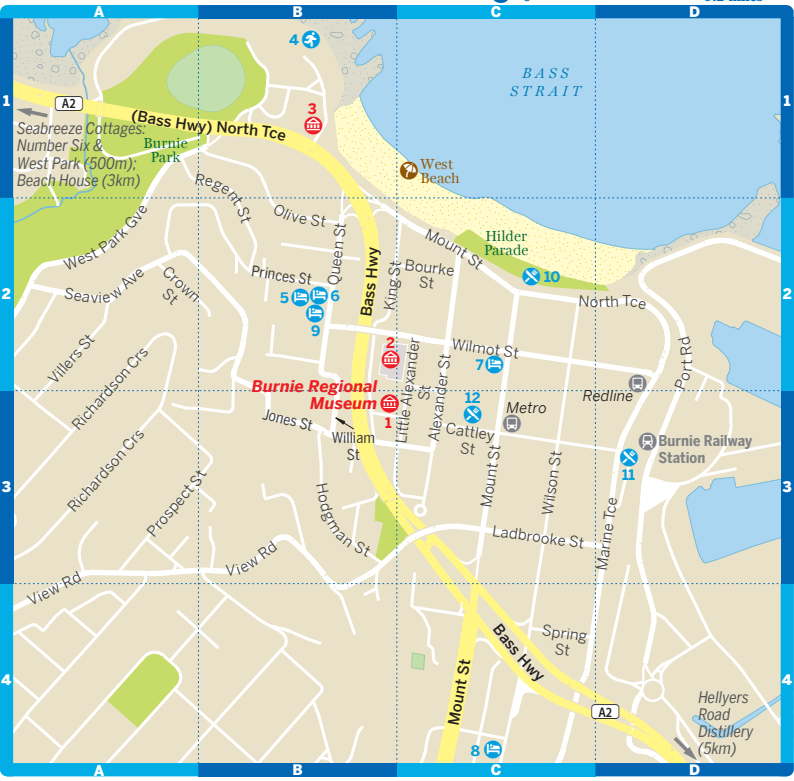 A
B
C
D
1
4
BASS
STRAIT
A2
(Bass Hwy) North Tce
3
Seabreeze Cottages:
Number Six &
West Park (500m);
Beach House (3km)
Burnie
Park
West
Beach
Regent St
Olive St
Queen St
Mount St
Hilder
Parade
West Park Gve
2
Seaview Ave
Crown
St
Princes St
5
6
9
Bass Hwy
King St
Bourke
St
10
North Tce
2
Villers St
Richardson Crs
2
Wilmot St
7
Port Rd
Redline
Burnie Regional
Museum
1
Little Alexander
St
Alexander St
12
Metro
Cattley
St
Jones St
William
St
Burnie Railway
Station
11
3
Richardson Crs
Prospect St
Hodgman St
Mount St
Wilson St
Marine Tce
3
Ladbrooke St
View Rd
View Rd
Spring
St
Bass Hwy
4
Mount St
A2
Hellyers
Road
Distillery
(5km)
4
8
A
B
C
D